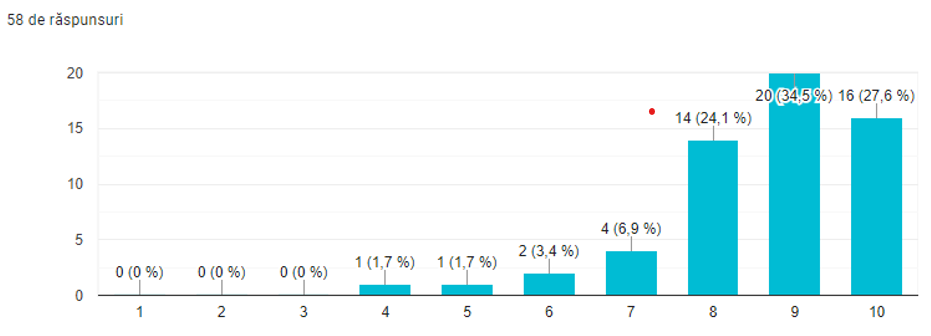 58 de răspunsuri
20
15
10
5
0
0 (0 %)
0 (0 %)
0 (0 %)
1 (1,7 %)
1 (1,7 %)
2 (3,4 %)
4 (6,9 %)
14 (24,1 %)
20 (34,5 %)
16 (27,6 %)
1 2 3 4 5 6 7 8 9 10